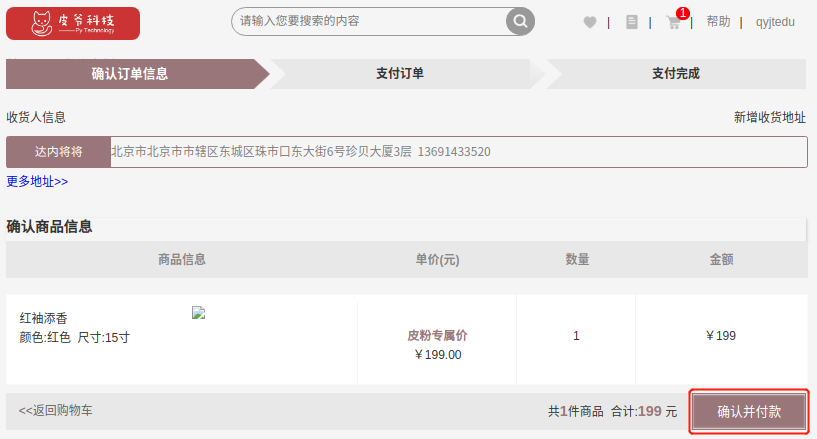 皮爷科技
Py Technology
请输入您要搜索的内容
1
帮助
qyjtedu
确认订单信息
支付订单
支付完成
收货人信息
新增收货地址
达内将将
北京市北京市市辖区东城区珠市口东大街6号珍贝大厦3层 13691433520
更多地址>>
确认商品信息
商品信息
单价(元)
数量
金额
红袖添香
颜色:红色 尺寸:15寸
皮粉专属价
￥199.00
1
￥199
<<返回购物车
共1件商品 合计:199 元
确认并付款